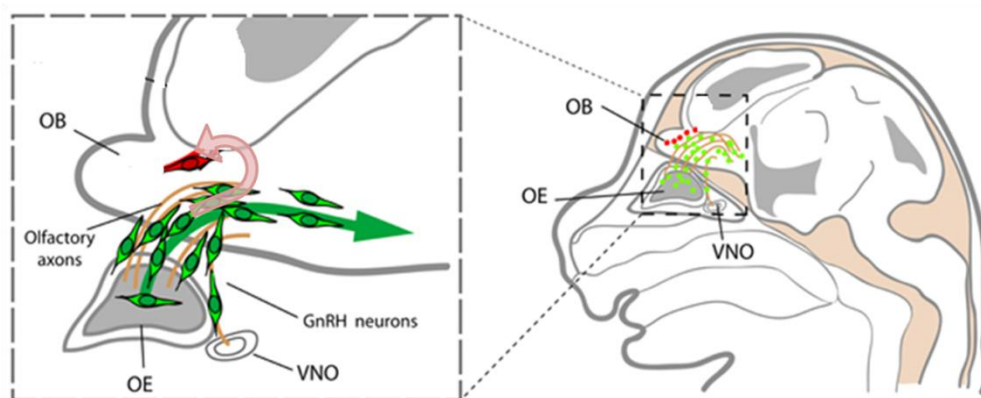 OB
Olfactory
axons
GnRH neurons
OE
VNO
OB
OE
VNO